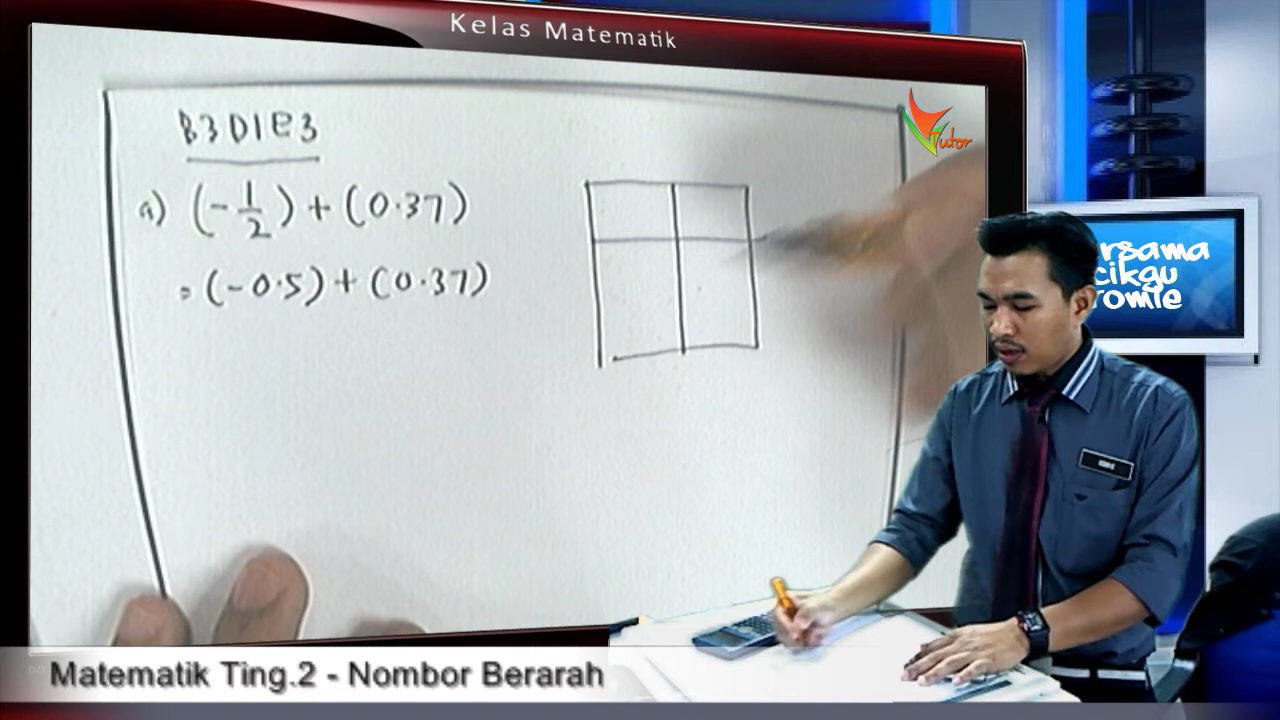 Kelas Matematik
B3D1E3
a) (-1/2) + (0.37)
= (-0.5) + (0.37)
Tutor
rsama
cikgu
romie
Matematik Ting.2 - Nombor Berarah